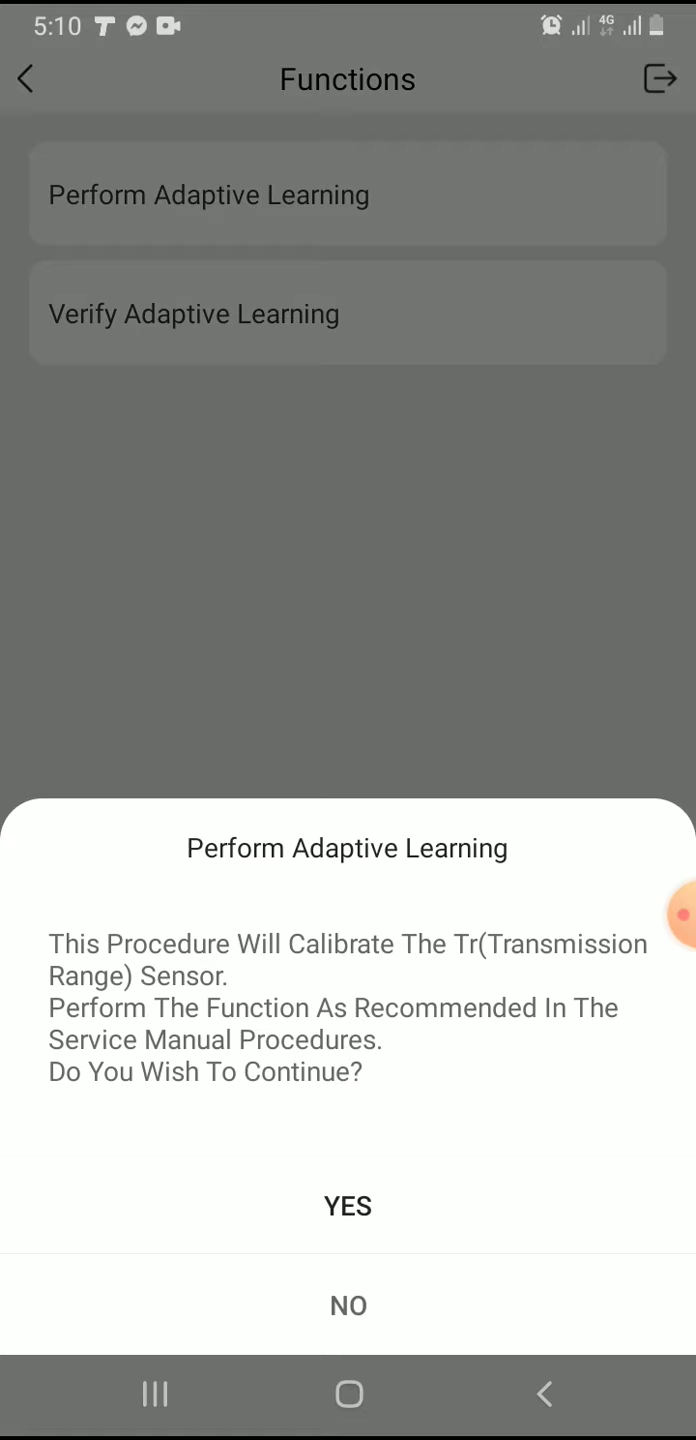 5:10
4G
Functions
Perform Adaptive Learning
Verify Adaptive Learning
Perform Adaptive Learning
This Procedure Will Calibrate The Tr(Transmission
Range) Sensor.
Perform The Function As Recommended In The
Service Manual Procedures.
Do You Wish To Continue?
YES
NO